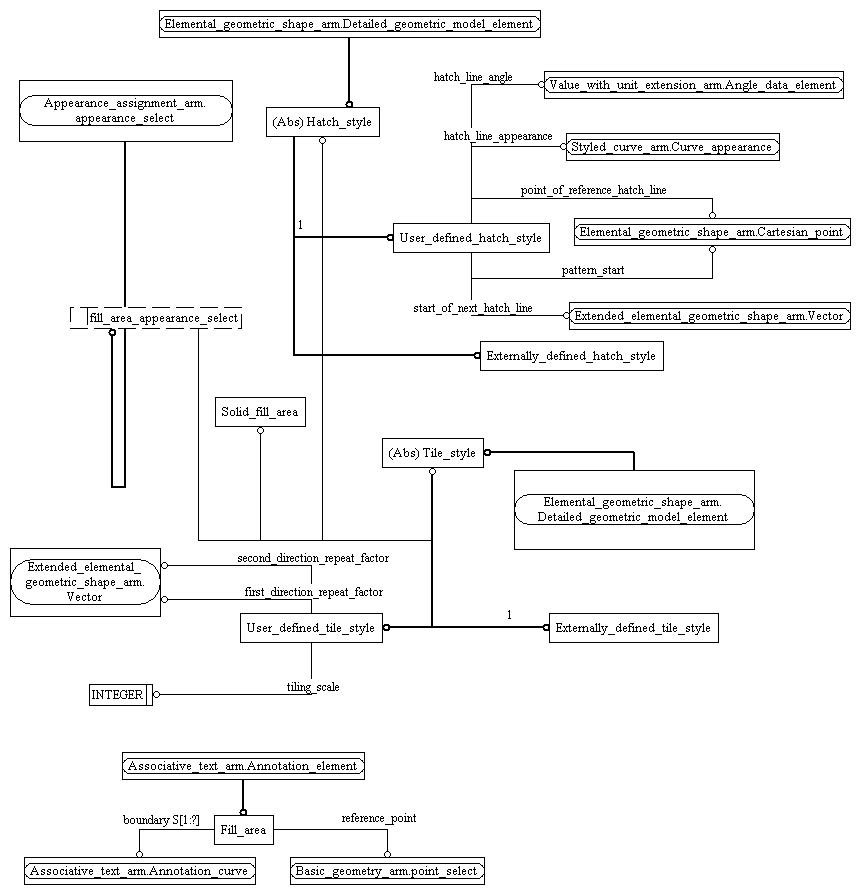 Elemental_geometric_shape_arm.Detailed_geometric_model_element
hatch_line_angle
Value_with_unit_extension_arm.Angle_data_element
Appearance_assignment_arm.
appearance_select
(Abs) Hatch_style
hatch_line_appearance
Styled_curve_arm.Curve_appearance
point_of_reference_hatch_line
1
User_defined_hatch_style
Elemental_geometric_shape_arm.Cartesian_point
pattern_start
fill_area_appearance_select
start_of_next_hatch_line
Extended_elemental_geometric_shape_arm.Vector
Externally_defined_hatch_style
Solid_fill_area
(Abs) Tile_style
Elemental_geometric_shape_arm.
Detailed_geometric_model_element
second_direction_repeat_factor
Extended_elemental_
geometric_shape_arm.
Vector
first_direction_repeat_factor
User_defined_tile_style
1
Externally_defined_tile_style
tiling_scale
INTEGER
Associative_text_arm.Annotation_element
boundary S[1:?]
reference_point
Fill_area
Associative_text_arm.Annotation_curve
Basic_geometry_arm.point_select